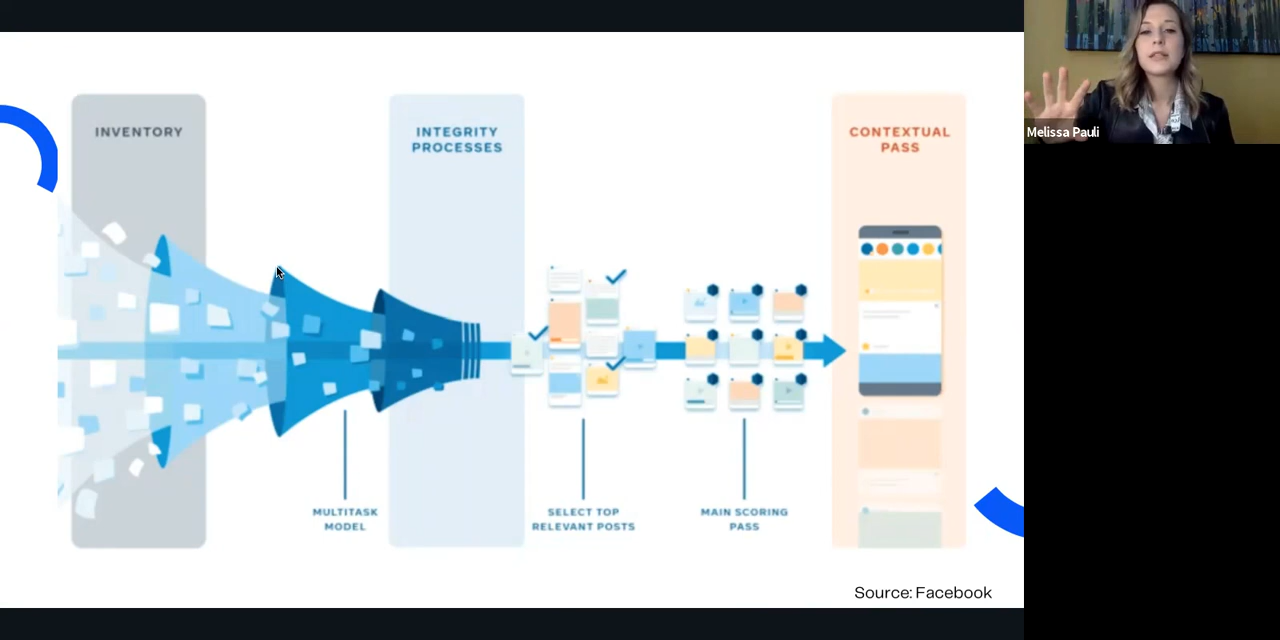 INVENTORY
INTEGRITY
PROCESSES
CONTEXTUAL
PASS
MULTITASK
MODEL
SELECT TOP
RELEVANT POSTS
MAIN SCORING
PASS
Source: Facebook
Melissa Pauli